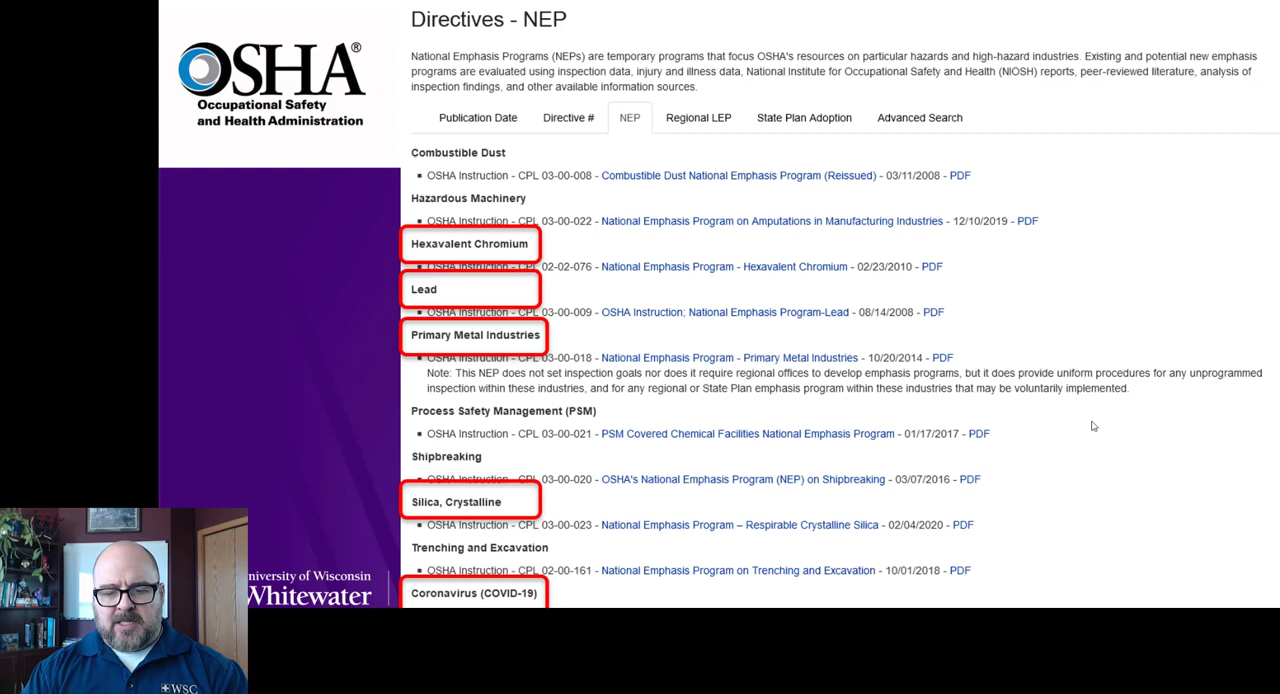 OSHA®
Occupational Safety
and Health Administration
Directives - NEP
National Emphasis Programs (NEPs) are temporary programs that focus OSHA's resources on particular hazards and high-hazard industries. Existing and potential new emphasis
programs are evaluated using inspection data, injury and illness data, National Institute for Occupational Safety and Health (NIOSH) reports, peer-reviewed literature, analysis of
inspection findings, and other available information sources.
Publication Date Directive # NEP Regional LEP State Plan Adoption Advanced Search
Combustible Dust
▪ OSHA Instruction - CPL 03-00-008 - Combustible Dust National Emphasis Program (Reissued) - 03/11/2008 - PDF
Hazardous Machinery
▪ OSHA Instruction - CPL 03-00-022 - National Emphasis Program on Amputations in Manufacturing Industries - 12/10/2019 - PDF
Hexavalent Chromium
▪ OSHA Instruction - CPL 02-02-076 - National Emphasis Program - Hexavalent Chromium - 02/23/2010 - PDF
Lead
▪ OSHA Instruction - CPL 03-00-009 - OSHA Instruction; National Emphasis Program-Lead - 08/14/2008 - PDF
Primary Metal Industries
▪ OSHA Instruction - CPL 03-00-018 - National Emphasis Program - Primary Metal Industries - 10/20/2014 - PDF
Note: This NEP does not set inspection goals nor does it require regional offices to develop emphasis programs, but it does provide uniform procedures for any unprogrammed
inspection within these industries, and for any regional or State Plan emphasis program within these industries that may be voluntarily implemented.
Process Safety Management (PSM)
▪ OSHA Instruction - CPL 03-00-021 - PSM Covered Chemical Facilities National Emphasis Program - 01/17/2017 - PDF
Shipbreaking
▪ OSHA Instruction - CPL 03-00-020 - OSHA's National Emphasis Program (NEP) on Shipbreaking - 03/07/2016 - PDF
Silica, Crystalline
▪ OSHA Instruction - CPL 03-00-023 - National Emphasis Program – Respirable Crystalline Silica - 02/04/2020 - PDF
Trenching and Excavation
▪ OSHA Instruction - CPL 02-00-161 - National Emphasis Program on Trenching and Excavation - 10/01/2018 - PDF
Coronavirus (COVID-19)
niversity of Wisconsin
Whitewater
WSC